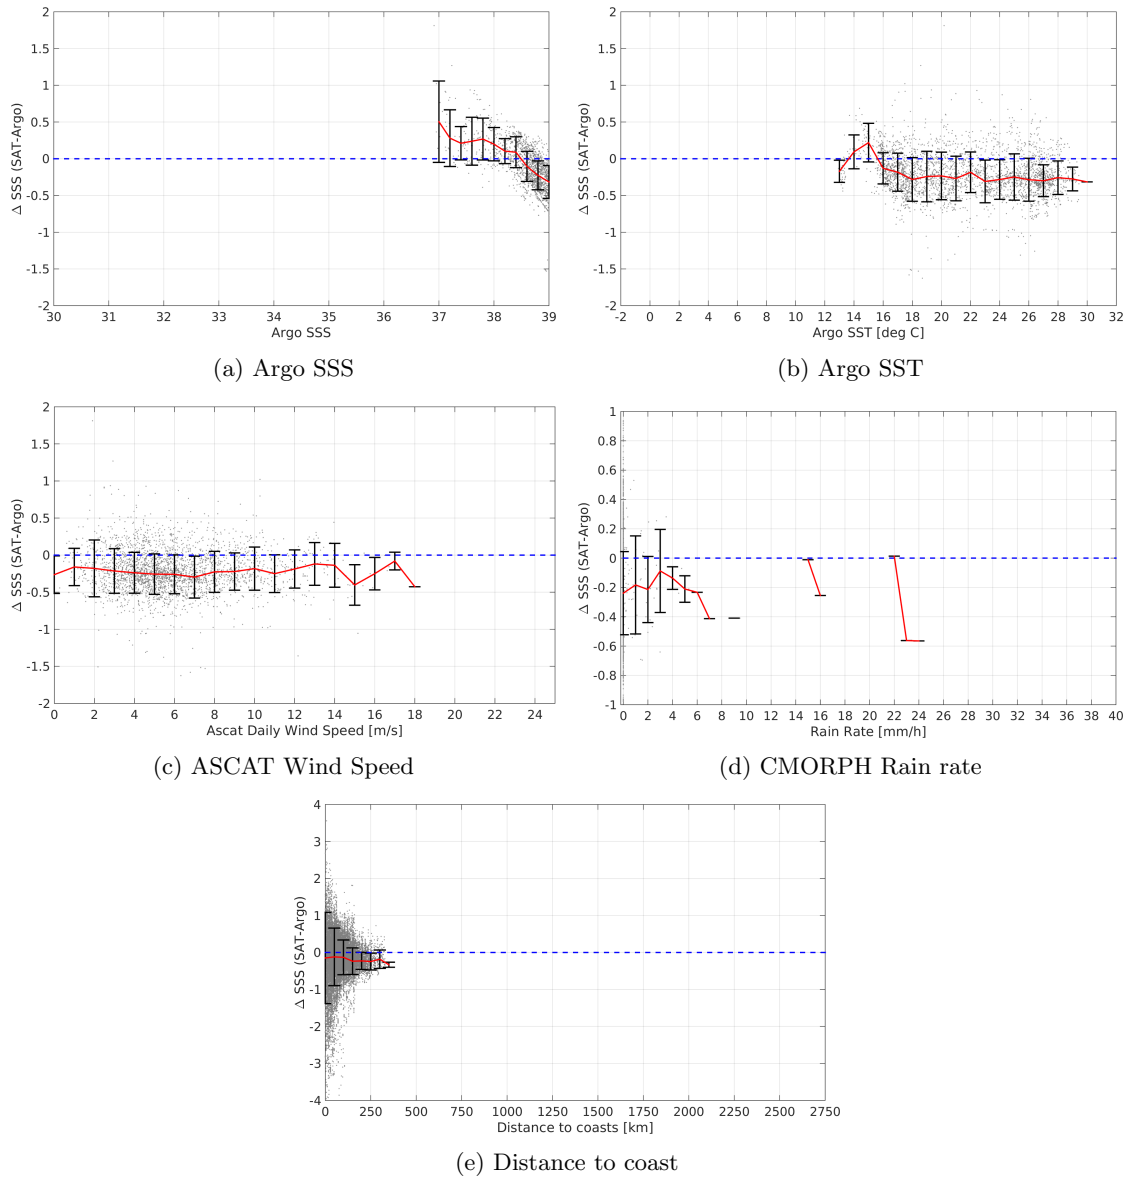 2
1.5
1
0.5
0
-0.5
-1
-1.5
-2
Δ SSS (SAT-Argo)
30 31 32 33 34 35 36 37 38 39
Argo SSS
(a) Argo SSS
2
1.5
1
0.5
0
-0.5
-1
-1.5
-2
Δ SSS (SAT-Argo)
-2 0 2 4 6 8 10 12 14 16 18 20 22 24 26 28 30 32
Argo SST [deg C]
(b) Argo SST
2
1.5
1
0.5
0
-0.5
-1
-1.5
-2
Δ SSS (SAT-Argo)
0 2 4 6 8 10 12 14 16 18 20 22 24
Ascat Daily Wind Speed [m/s]
(c) ASCAT Wind Speed
1
0.8
0.6
0.4
0.2
0
-0.2
-0.4
-0.6
-0.8
-1
Δ SSS (SAT-Argo)
0 2 4 6 8 10 12 14 16 18 20 22 24 26 28 30 32 34 36 38 40
Rain Rate [mm/h]
(d) CMORPH Rain rate
4
3
2
1
0
-1
-2
-3
-4
Δ SSS (SAT-Argo)
0 250 500 750 1000 1250 1500 1750 2000 2250 2500 2750
Distance to coasts [km]
(e) Distance to coast